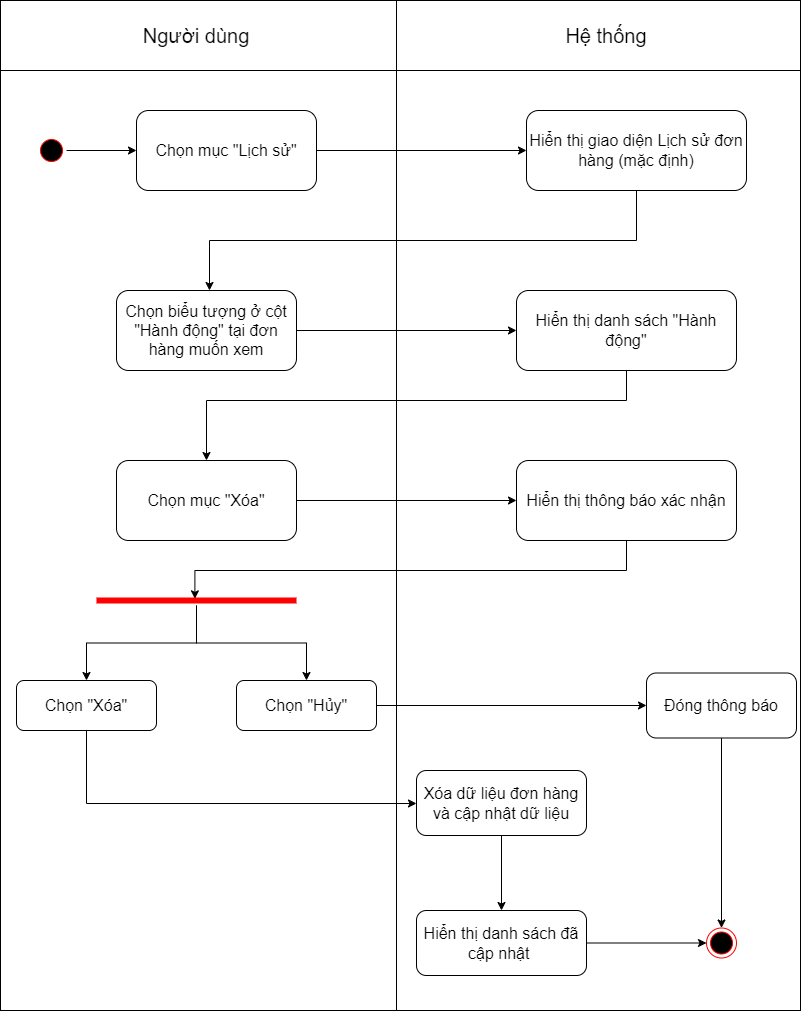 Người dùng
Hệ thống
Chọn mục "Lịch sử"
Hiển thị giao diện Lịch sử đơn
hàng (mặc định)
Chọn biểu tượng ở cột
"Hành động" tại đơn
hàng muốn xem
Hiển thị danh sách "Hành
động"
Chọn mục "Xóa"
Hiển thị thông báo xác nhận
Chọn "Xóa"
Chọn "Hủy"
Đóng thông báo
Xóa dữ liệu đơn hàng
và cập nhật dữ liệu
Hiển thị danh sách đã
cập nhật